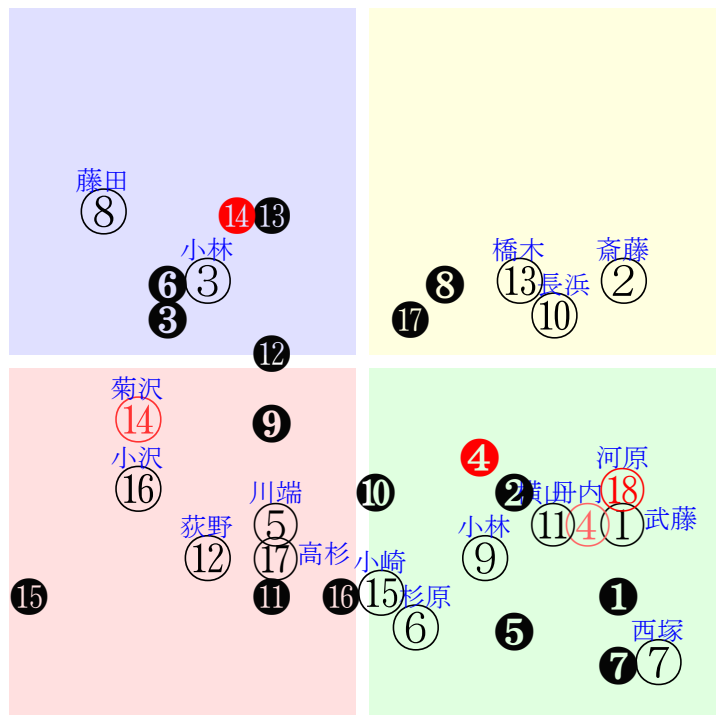 藤田
⑧
⓮
⓭
小林
③
❻
❸
⓬
橋木
⑬
長浜
⑩
斎藤
②
❽
⓱
菊沢
⑭
小沢
⑯
❾
川端
⑤
荻野
⑫
⑰
高杉
⓯
⓫
⓰
❹
❿
❷
横山
⑪
丹内
④
河原
⑱
①
武藤
小林
⑨
小崎
⑮
杉原
⑥
❶
❺
西塚
❼
⑦